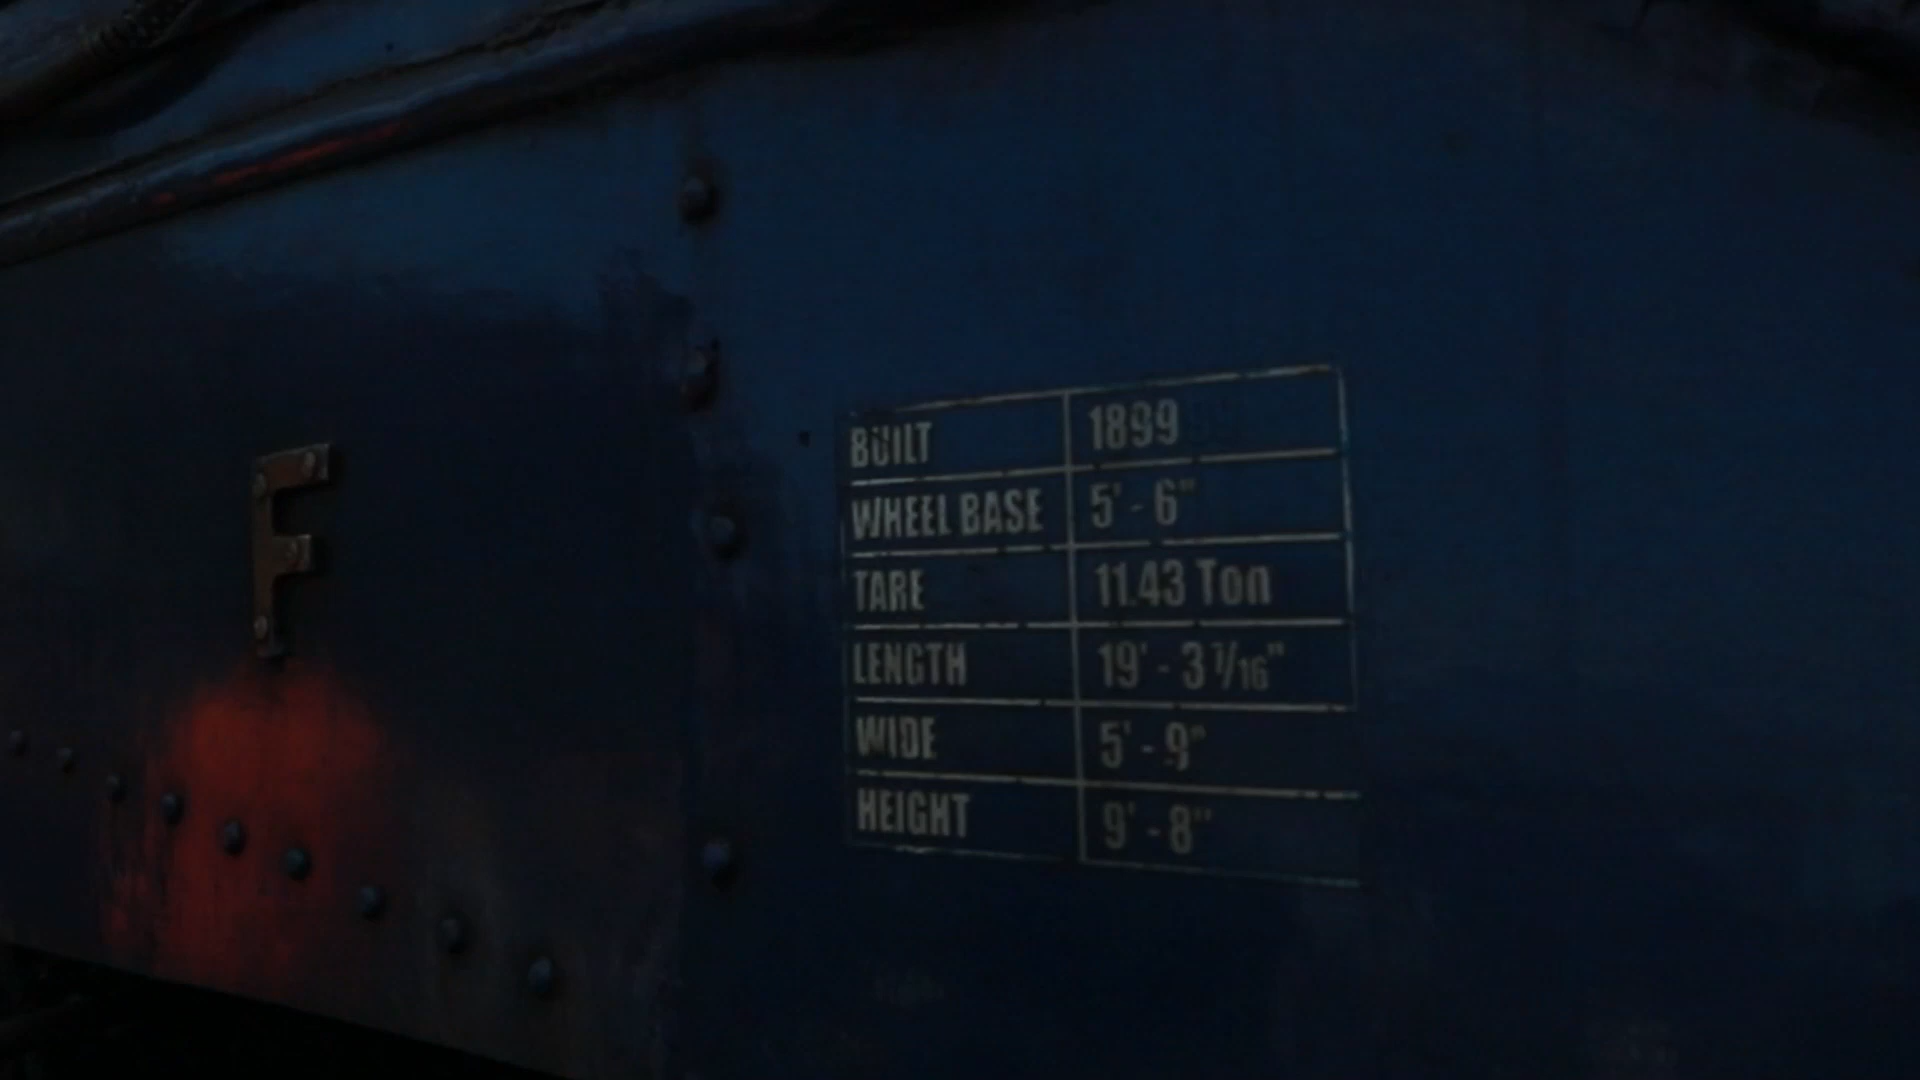 F
BUILT 1899
WHEEL BASE 5' - 6"
TARE 11.43 Ton
LENGTH 19' - 3 7/16"
WIDE 5' - 9"
HEIGHT 9' - 8"